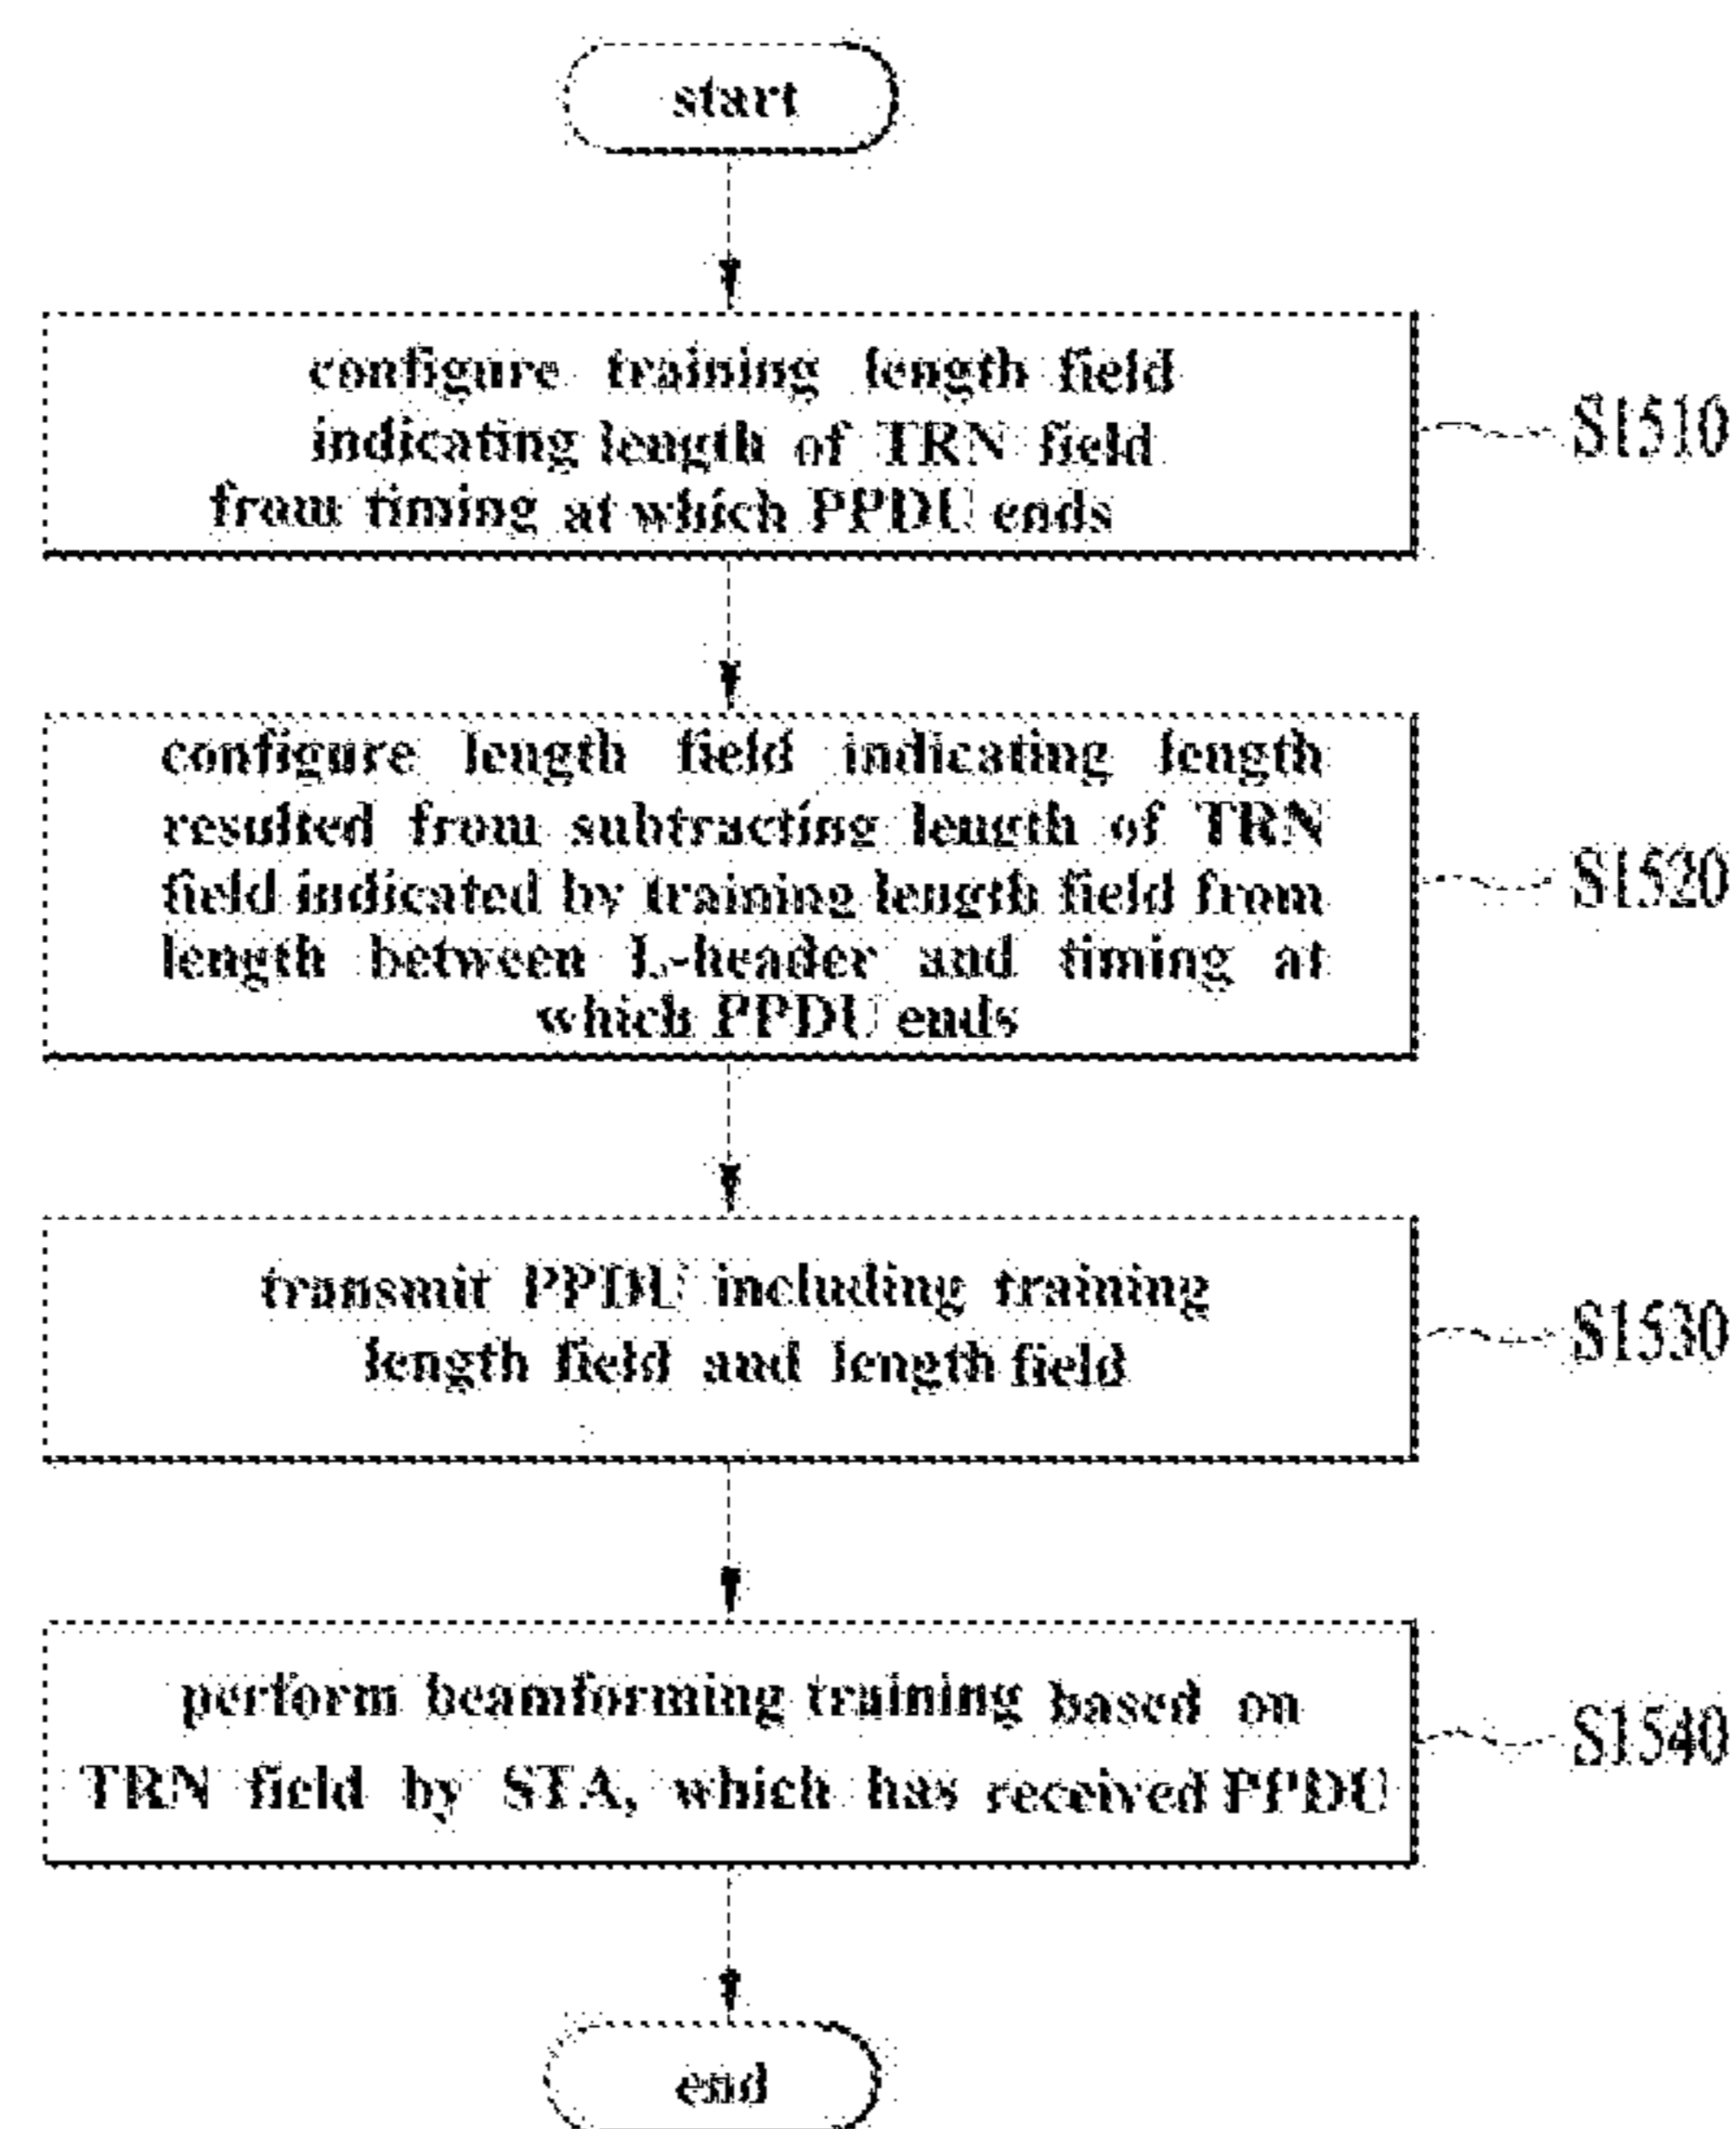 start
configure training length field
indicating length of TRN field
from timing at which PPDU ends
S1510
configure length field indicating length
resulted from subtracting length of TRN
field indicated by training length field from
length between L-header and timing at
which PPDU ends
S1520
transmit PPDU including training
length field and length field
S1530
perform beamforming training based on
TRN field by STA, which has received PPDU
S1540
end